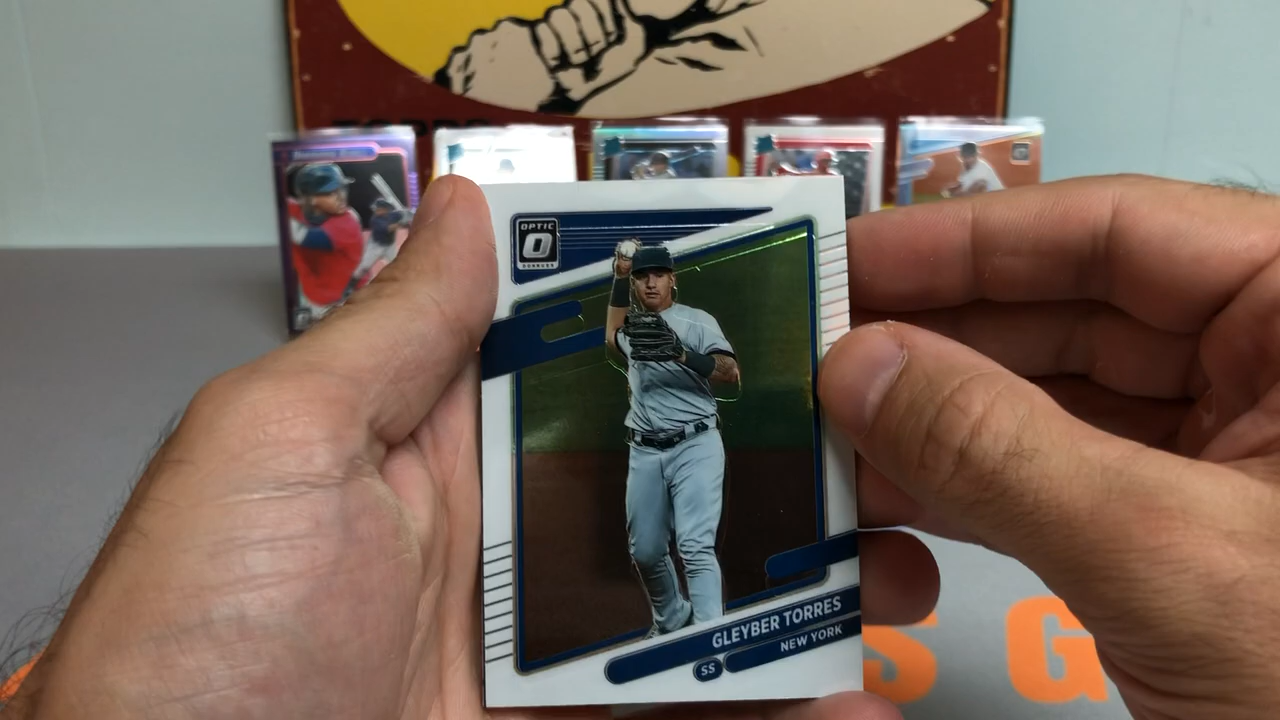 OPTIC
DONRUSS
GLEYBER TORRES
NEW YORK
SS
S G